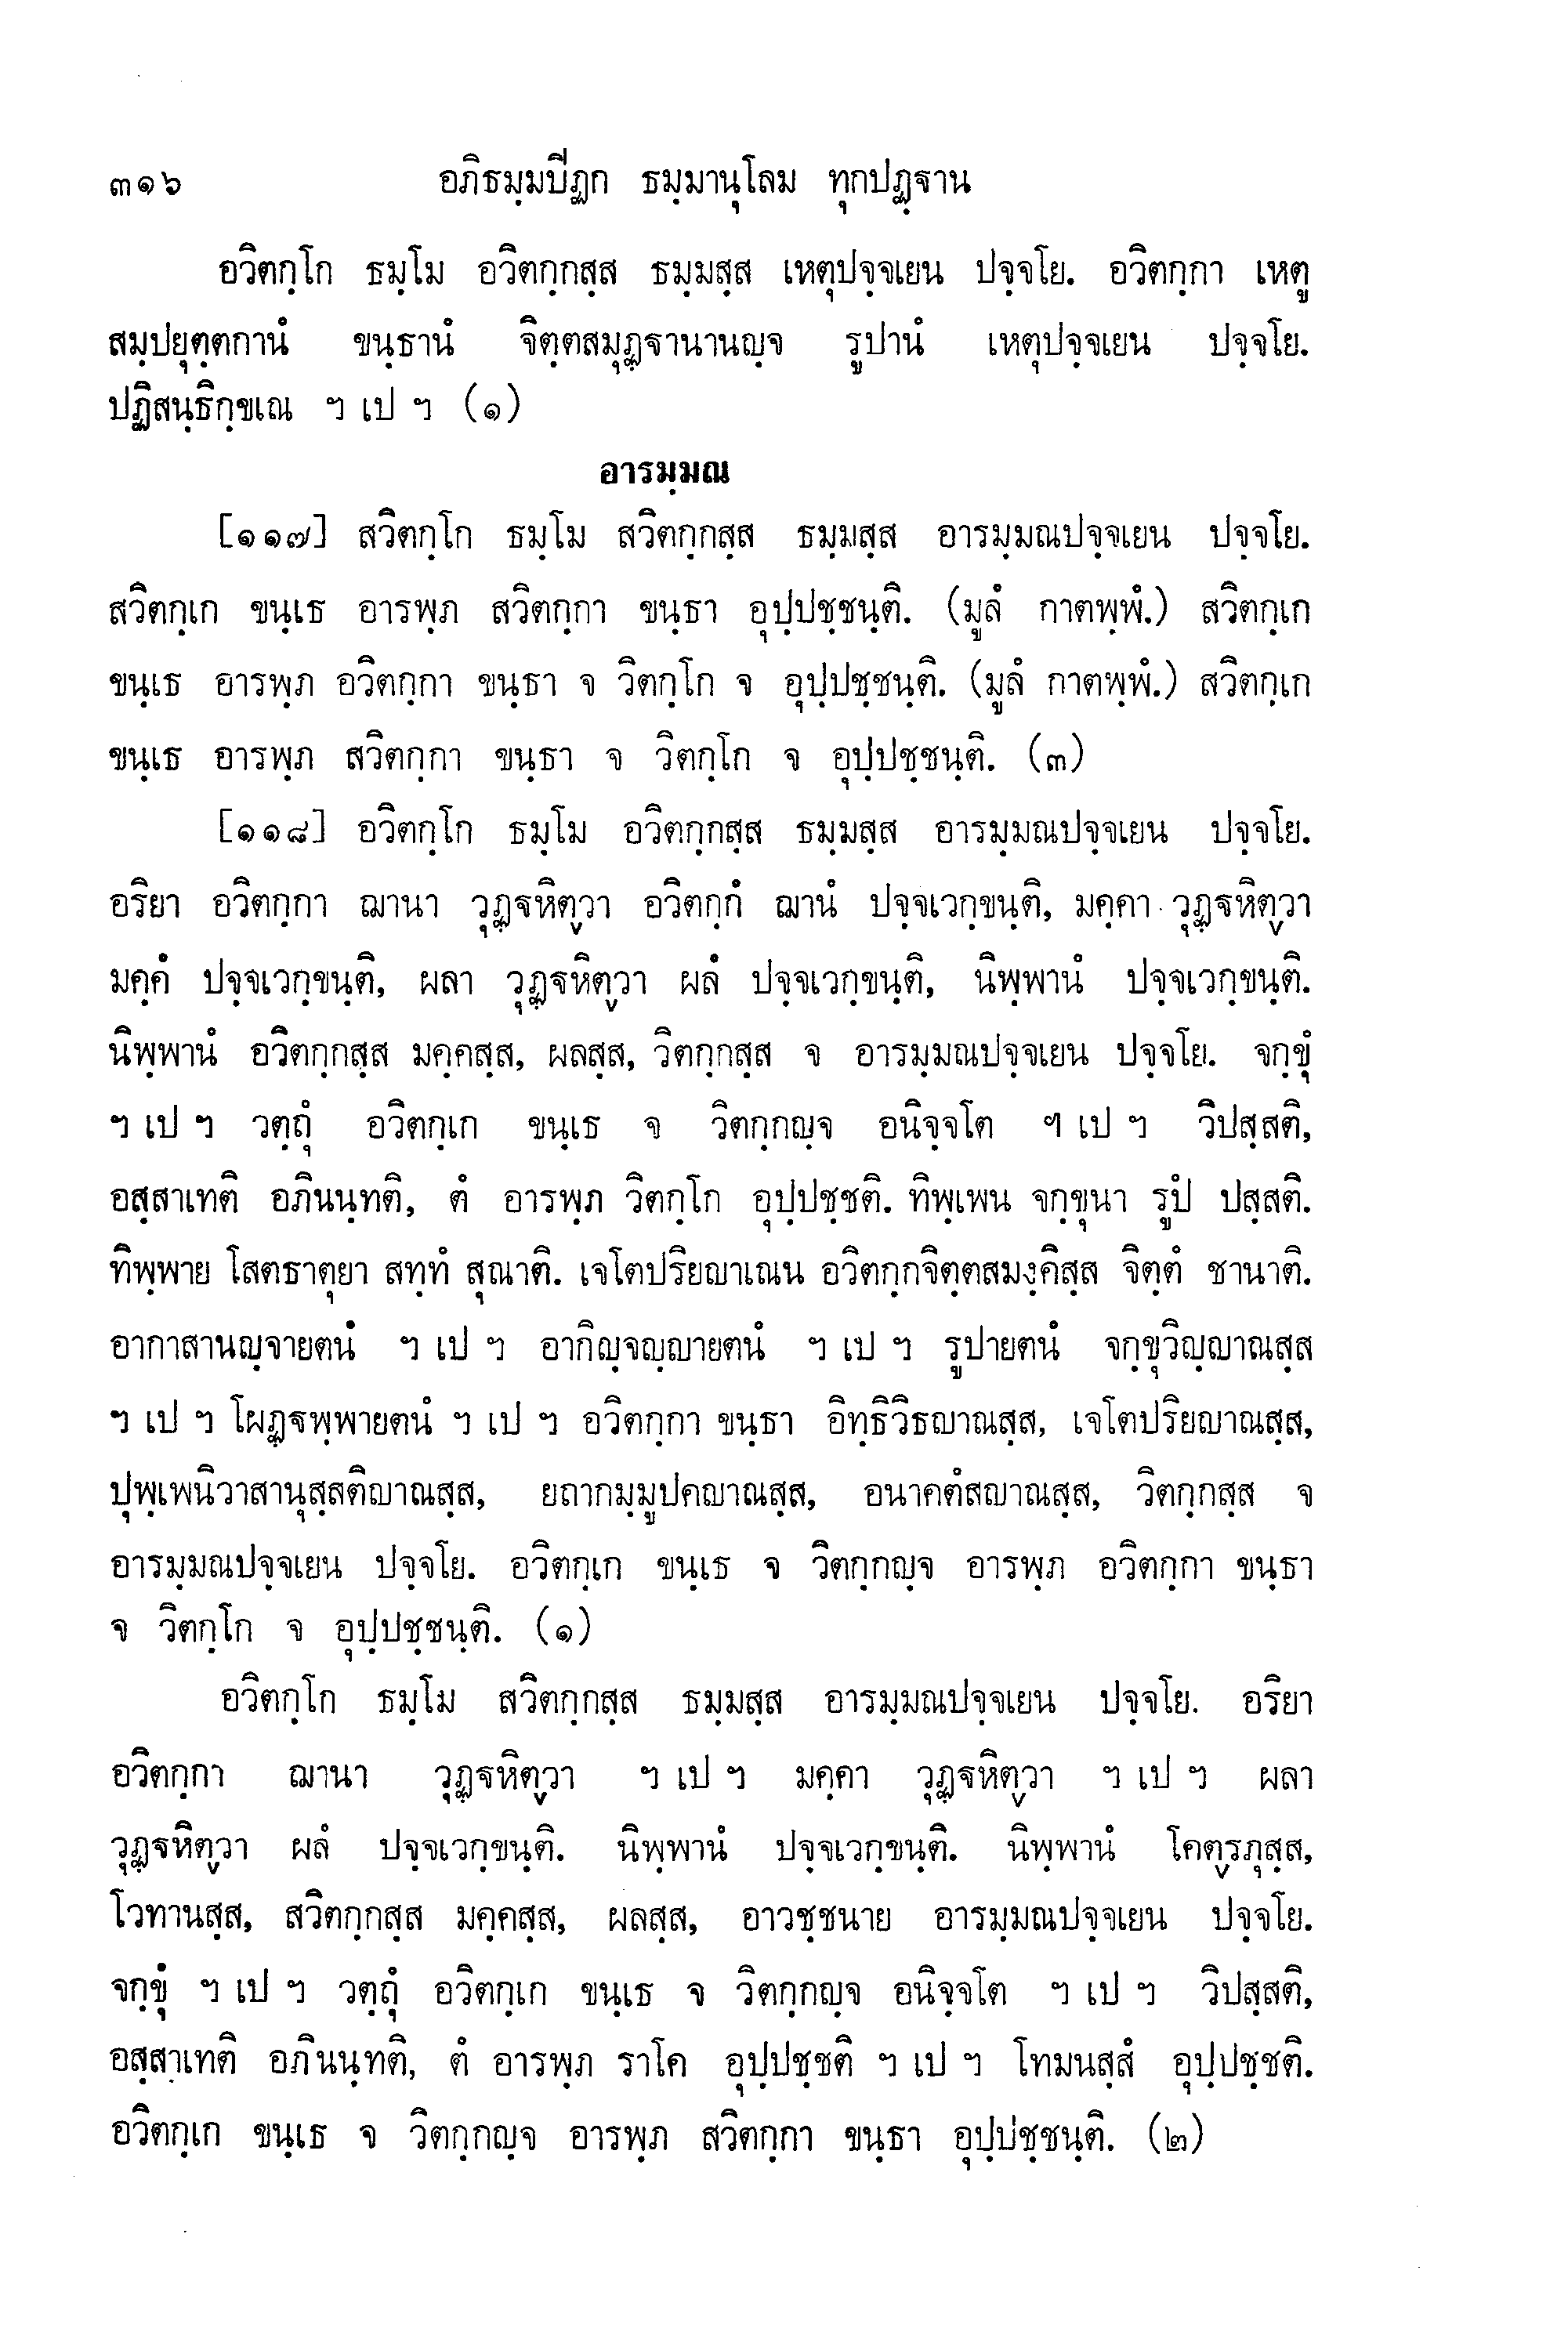 ๓๑๖ อภิธมฺมปีฏก ธมฺมานุโลม ทุกปฏฺฐาน
อวิตกฺโก ธมฺโม อวิตกฺกสฺส ธมฺมสฺส เหตุปจฺจเยน ปจฺจโย. อวิตกฺกา เหตู
สมฺปยุตฺตกานํ ขนฺธานํ จิตฺตสมุฏฺฐานานญฺจ รูปานํ เหตุปจฺจเยน ปจฺจโย.
ปฏิสนฺธิกฺขเณ ฯ เป ฯ (๑)
อารมฺมณ
[๑๑๗] สวิตกฺโก ธมฺโม สวิตกฺกสฺส ธมฺมสฺส อารมฺมณปจฺจเยน ปจฺจโย.
สวิตกฺเก ขนฺเธ อารพฺภ สวิตกฺกา ขนฺธา อุปฺปชฺชนฺติ. (มูลํ กาตพฺพํ.) สวิตกฺเก
ขนฺเธ อารพฺภ อวิตกฺกา ขนฺธา จ วิตกฺโก จ อุปฺปชฺชนฺติ. (มูลํ กาตพฺพํ.) สวิตกฺเก
ขนฺเธ อารพฺภ สวิตกฺกา ขนฺธา จ วิตกฺโก จ อุปฺปชฺชนฺติ. (๓)
[๑๑๘] อวิตกฺโก ธมฺโม อวิตกฺกสฺส ธมฺมสฺส อารมฺมณปจฺจเยน ปจฺจโย.
อริยา อวิตกฺกา ฌานา วุฏฺฐหิตฺวา อวิตกฺกํ ฌานํ ปจฺจเวกฺขนฺติ, มคฺคา วุฏฺฐหิตฺวา
มคฺคํ ปจฺจเวกฺขนฺติ, ผลา วุฏฺฐหิตฺวา ผลํ ปจฺจเวกฺขนฺติ, นิพฺพานํ ปจฺจเวกฺขนฺติ.
นิพฺพานํ อวิตกฺกสฺส มคฺคสฺส, ผลสฺส, วิตกฺกสฺส จ อารมฺมณปจฺจเยน ปจฺจโย. จกฺขุํ
ฯ เป ฯ วตฺถุํ อวิตกฺเก ขนฺเธ จ วิตกฺกญฺจ อนิจฺจโต ฯ เป ฯ วิปสฺสติ,
อสฺสาเทติ อภินนฺทติ, ตํ อารพฺภ วิตกฺโก อุปฺปชฺชติ. ทิพฺเพน จกฺขุนา รูปํ ปสฺสติ.
ทิพฺพาย โสตธาตุยา สทฺทํ สุณาติ. เจโตปริยญาเณน อวิตกฺกจิตฺตสมงฺคิสฺส จิตฺตํ ชานาติ.
อากาสานญฺจายตนํ ฯ เป ฯ อากิญฺจญฺญายตนํ ฯ เป ฯ รูปายตนํ จกฺขุวิญฺญาณสฺส
ฯ เป ฯ โผฏฺฐพฺพายตนํ ฯ เป ฯ อวิตกฺกา ขนฺธา อิทฺธิวิธญาณสฺส, เจโตปริยญาณสฺส,
ปุพฺเพนิวาสานุสฺสติญาณสฺส, ยถากมฺมูปคญาณสฺส, อนาคตํสญาณสฺส, วิตกฺกสฺส จ
อารมฺมณปจฺจเยน ปจฺจโย. อวิตกฺเก ขนฺเธ จ วิตกฺกญฺจ อารพฺภ อวิตกฺกา ขนฺธา
จ วิตกฺโก จ อุปฺปชฺชนฺติ. (๑)
อวิตกฺโก ธมฺโม สวิตกฺกสฺส ธมฺมสฺส อารมฺมณปจฺจเยน ปจฺจโย. อริยา
อวิตกฺกา ฌานา วุฏฺฐหิตฺวา ฯ เป ฯ มคฺคา วุฏฺฐหิตฺวา ฯ เป ฯ ผลา
วุฏฺฐหิตฺวา ผลํ ปจฺจเวกฺขนฺติ. นิพฺพานํ ปจฺจเวกฺขนฺติ. นิพฺพานํ โคตฺรภุสฺส,
โวทานสฺส, สวิตกฺกสฺส มคฺคสฺส, ผลสฺส, อาวชฺชนาย อารมฺมณปจฺจเยน ปจฺจโย.
จกฺขุํ ฯ เป ฯ วตฺถุํ อวิตกฺเก ขนฺเธ จ วิตกฺกญฺจ อนิจฺจโต ฯ เป ฯ วิปสฺสติ,
อสฺสาเทติ อภินนฺทติ, ตํ อารพฺภ ราโค อุปฺปชฺชติ ฯ เป ฯ โทมนสฺสํ อุปฺปชฺชติ.
อวิตกฺเก ขนฺเธ จ วิตกฺกญฺจ อารพฺภ สวิตกฺกา ขนฺธา อุปฺปชฺชนฺติ. (๒)